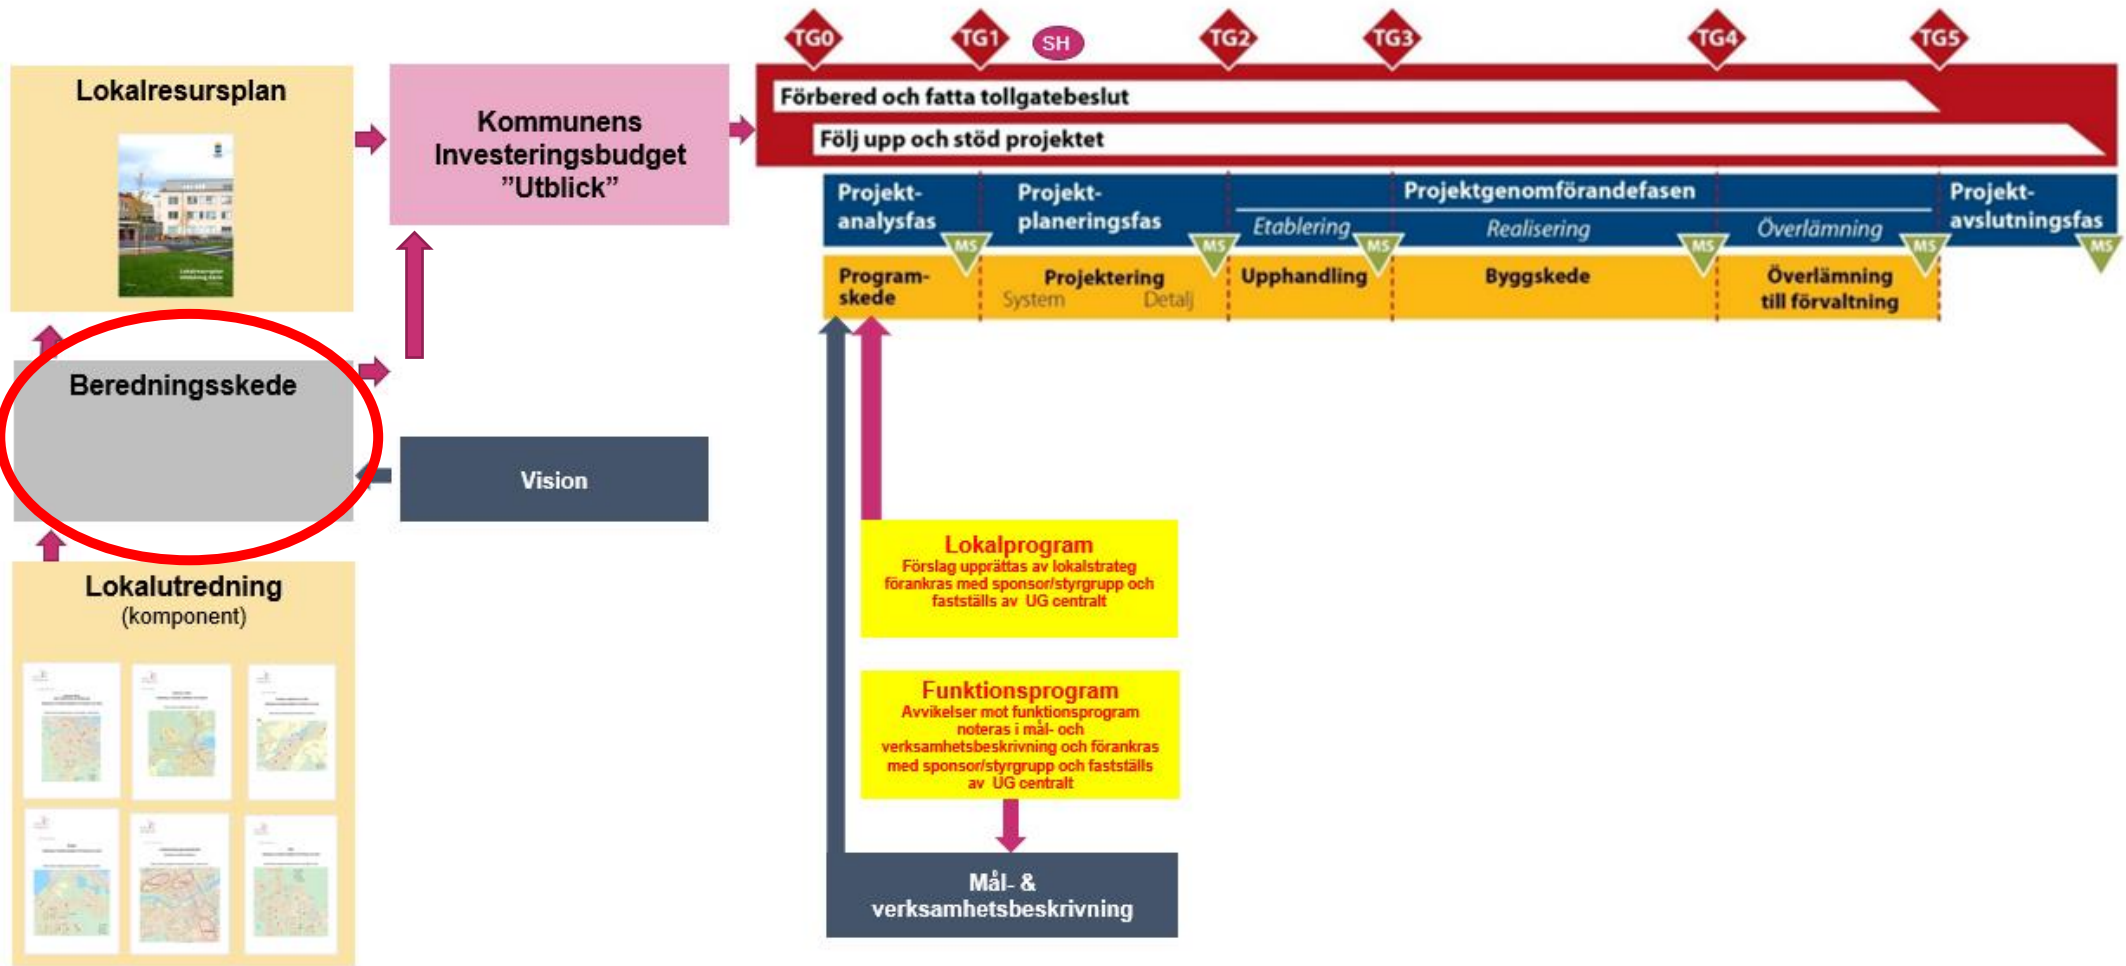 Lokalresursplan
Kommunens
Investeringsbudget
”Utblick”
Beredningsskede
Vision
Lokalutredning
(komponent)
TG0
TG1
SH
TG2
TG3
TG4
TG5
Förbered och fatta tollgatebeslut
Följ upp och stöd projektet
Projekt-
analysfas
Projekt-
planeringsfas
Projektgenomförandefasen
Etablering
Realisering
Överlämning
Projekt-
avslutningsfas
MS
MS
MS
MS
MS
MS
Program-
skede
Projektering
System
Detalj
Upphandling
Byggskede
Överlämning
till förvaltning
Lokalprogram
Förslag upprättas av lokalstrateg
förankras med sponsor/styrgrupp och
fastställs av UG centralt
Funktionsprogram
Avvikelser mot funktionsprogram
noteras i mål- och
verksamhetsbeskrivning och förankras
med sponsor/styrgrupp och fastställs
av UG centralt
Mål- &
verksamhetsbeskrivning